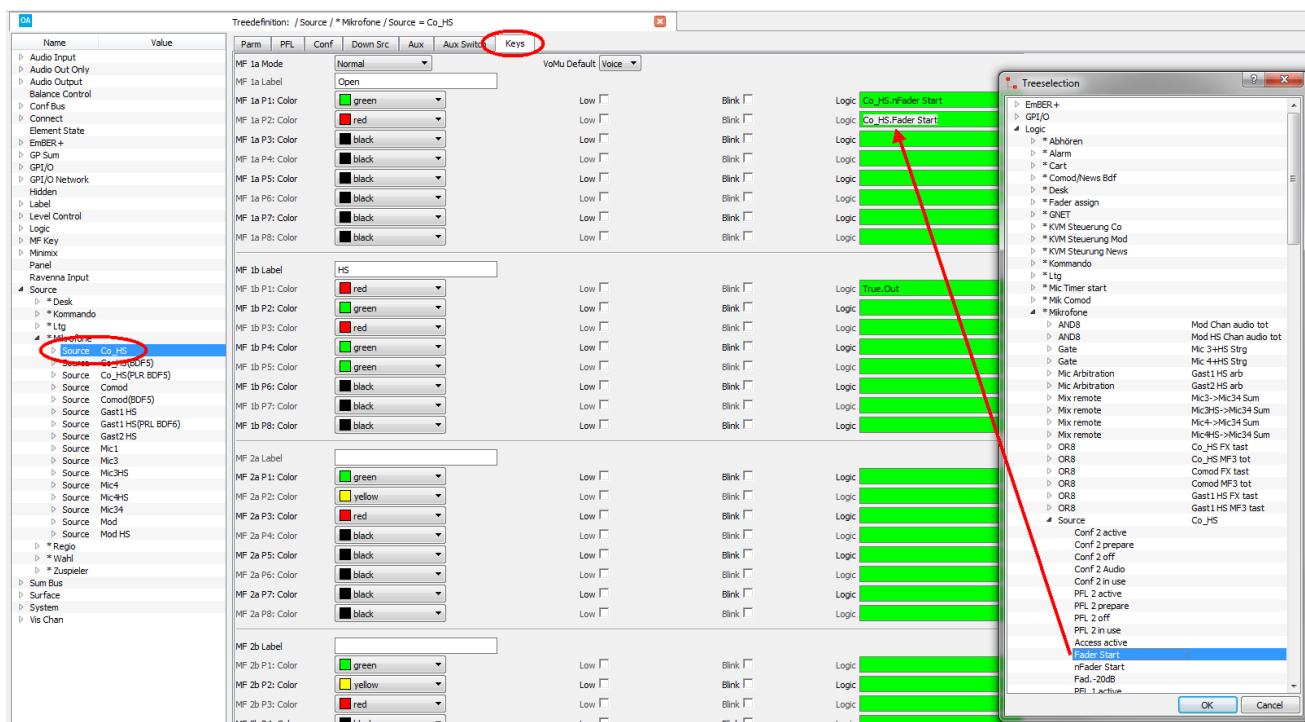 OA
Treedefinition: / Source / * Mikrofone / Source = Co_HS
Name Value
Audio Input
Audio Out Only
Audio Output
Balance Control
Conf Bus
Connect
Element State
EmBER+
GP Sum
GPI/O
GPI/O Network
Hidden
Label
Level Control
Logic
MF Key
Minimix
Panel
Ravenna Input
Source
* Desk
* Kommando
* Ltg
* Mikrofone
Source Co_HS
Source Co_HS(BDF5)
Source Co_HS(PLR BDF5)
Source Comod
Source Comod(BDF5)
Source Gast1 HS
Source Gast1 HS(PRL BDF6)
Source Gast2 HS
Source Mic1
Source Mic3
Source Mic3HS
Source Mic4
Source Mic4HS
Source Mic34
Source Mod
Source Mod HS
* Regio
* Wahl
* Zuspieler
Sum Bus
Surface
System
Vis Chan
Parm PFL Conf Down Src Aux Aux Switch Keys
MF 1a Mode Normal VoMu Default Voice
MF 1a Label Open
MF 1a P1: Color green Low Blink Logic Co_HS.nFader Start
MF 1a P2: Color red Low Blink Logic Co_HS.Fader Start
MF 1a P3: Color black Low Blink Logic
MF 1a P4: Color black Low Blink Logic
MF 1a P5: Color black Low Blink Logic
MF 1a P6: Color black Low Blink Logic
MF 1a P7: Color black Low Blink Logic
MF 1a P8: Color black Low Blink Logic
MF 1b Label HS
MF 1b P1: Color red Low Blink Logic True.Out
MF 1b P2: Color green Low Blink Logic
MF 1b P3: Color red Low Blink Logic
MF 1b P4: Color green Low Blink Logic
MF 1b P5: Color green Low Blink Logic
MF 1b P6: Color black Low Blink Logic
MF 1b P7: Color black Low Blink Logic
MF 1b P8: Color black Low Blink Logic
MF 2a Label
MF 2a P1: Color green Low Blink Logic
MF 2a P2: Color yellow Low Blink Logic
MF 2a P3: Color red Low Blink Logic
MF 2a P4: Color black Low Blink Logic
MF 2a P5: Color black Low Blink Logic
MF 2a P6: Color black Low Blink Logic
MF 2a P7: Color black Low Blink Logic
MF 2a P8: Color black Low Blink Logic
MF 2b Label
MF 2b P1: Color green Low Blink Logic
MF 2b P2: Color yellow Low Blink Logic
MF 2b P3: Color red Low Blink Logic
Treeselection
EmBER+
GPI/O
Logic
* Abhören
* Alarm
* Cart
* Comod/News Bdf
* Desk
* Fader assign
* GNET
* KVM Steuerung Co
* KVM Steuerung Mod
* KVM Steuerung News
* Kommando
* Ltg
* Mic Timer start
* Mik Comod
* Mikrofone
AND8 Mod Chan audio tot
AND8 Mod HS Chan audio tot
Gate Mic 3+HS Strg
Gate Mic 4+HS Strg
Mic Arbitration Gast1 HS arb
Mic Arbitration Gast2 HS arb
Mix remote Mic3->Mic34 Sum
Mix remote Mic3HS->Mic34 Sum
Mix remote Mic4->Mic34 Sum
Mix remote Mic4HS->Mic34 Sum
OR8 Co_HS FX tast
OR8 Co_HS MF3 tot
OR8 Comod FX tast
OR8 Comod MF3 tot
OR8 Gast1 HS FX tast
OR8 Gast1 HS MF3 tast
Source Co_HS
Conf 2 active
Conf 2 prepare
Conf 2 off
Conf 2 Audio
Conf 2 in use
PFL 2 active
PFL 2 prepare
PFL 2 off
PFL 2 in use
Access active
Fader Start
nFader Start
Fad.-20dB
PFL 1 active
OK Cancel